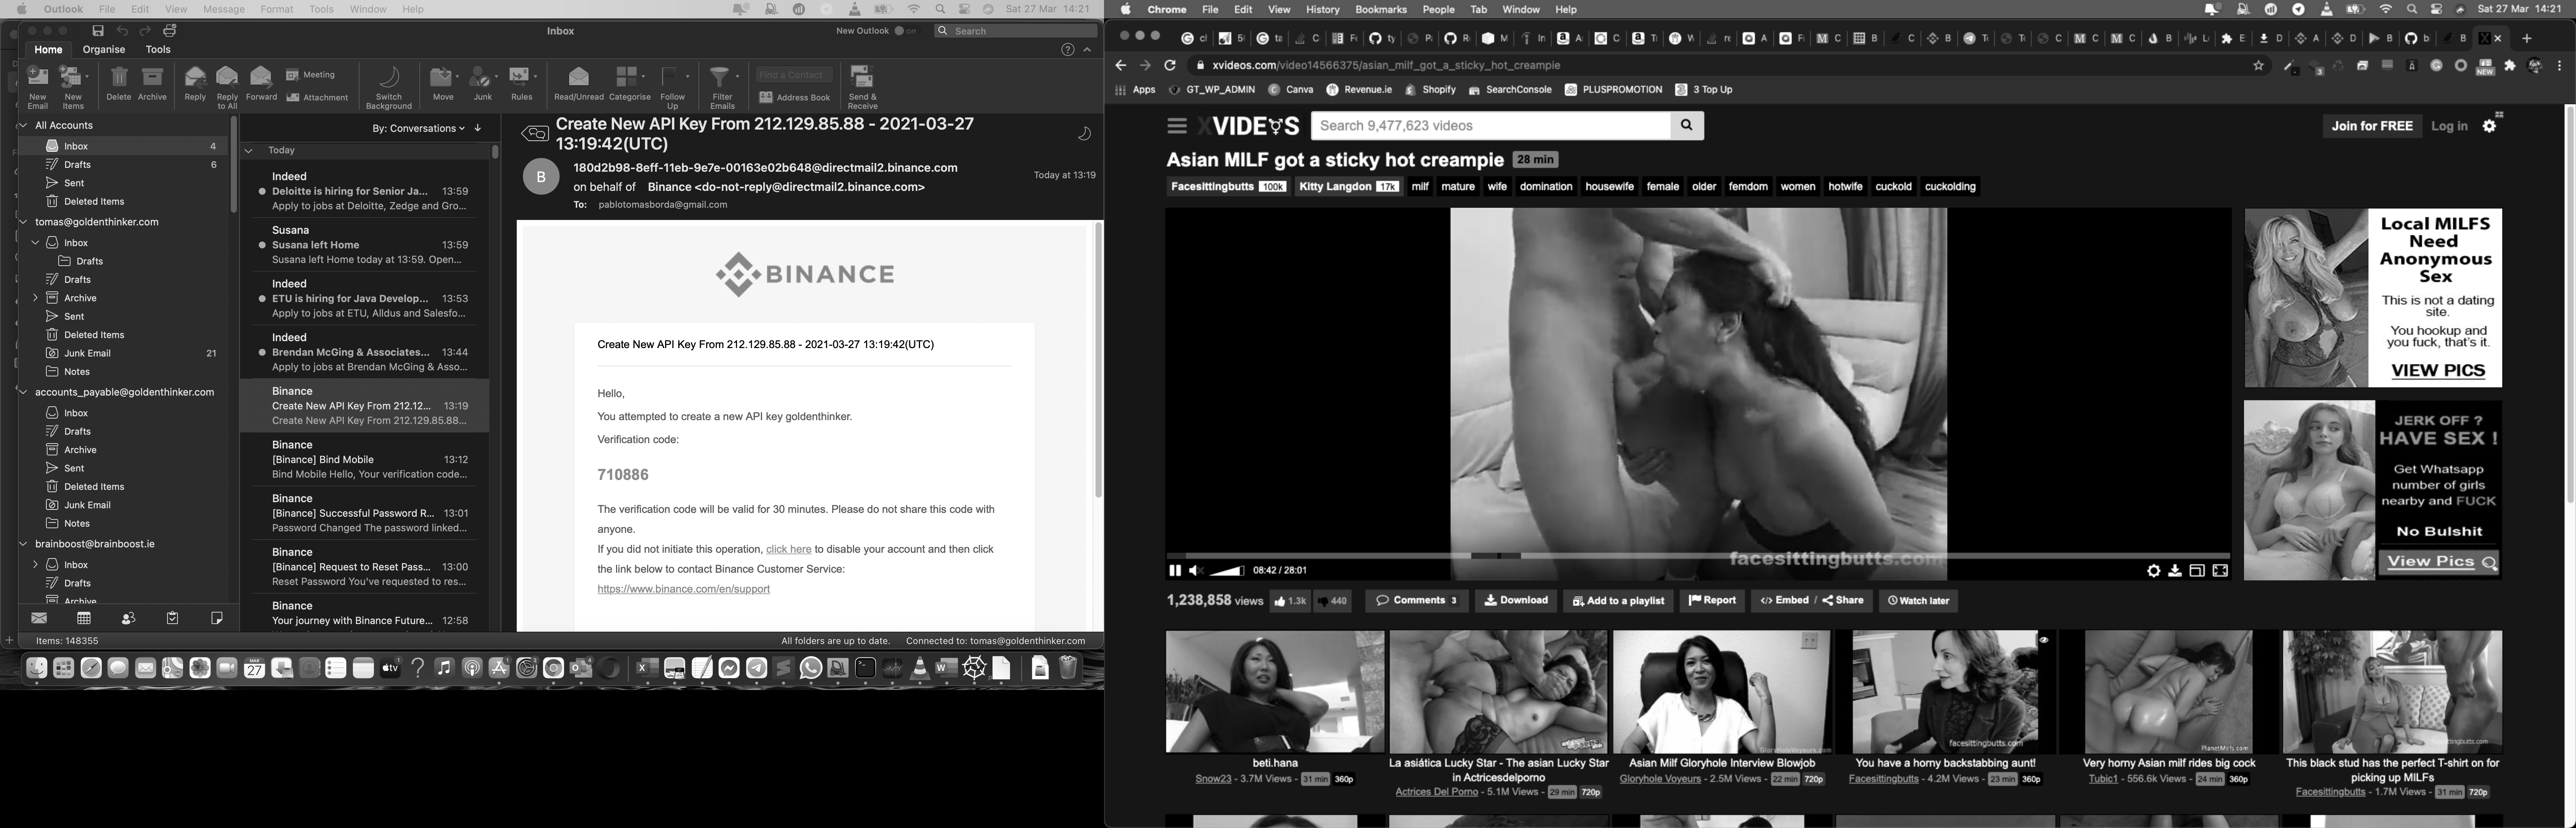 Outlook File Edit View Message Format Tools Window Help Sat 27 Mar 14:21
Inbox
New Outlook
Search
Home Organise Tools
New Email
New Items
Delete
Archive
Reply
Reply to All
Forward
Meeting
Attachment
Switch Background
Move
Junk
Rules
Read/Unread
Categorise
Follow Up
Filter Emails
Find a Contact
Address Book
Send & Receive
All Accounts
Inbox 4
Drafts 6
Sent
Deleted Items
tomas@goldenthinker.com
Inbox
Drafts
Drafts
Archive
Sent
Deleted Items
Junk Email 21
Notes
accounts_payable@goldenthinker.com
Inbox
Drafts
Archive
Sent
Deleted Items
Junk Email
Notes
brainboost@brainboost.ie
Inbox
Drafts
Archive
Items: 148355
By: Conversations
Today
Indeed
Deloitte is hiring for Senior Ja... 13:59
Apply to jobs at Deloitte, Zedge and Gro...
Susana
Susana left Home 13:59
Susana left Home today at 13:59. Open...
Indeed
ETU is hiring for Java Develop... 13:53
Apply to jobs at ETU, Alldus and Salesfo...
Indeed
Brendan McGing & Associates... 13:44
Apply to jobs at Brendan McGing & Asso...
Binance
Create New API Key From 212.12... 13:19
Create New API Key From 212.129.85.88...
Binance
[Binance] Bind Mobile 13:12
Bind Mobile Hello, Your verification code...
Binance
[Binance] Successful Password R... 13:01
Password Changed The password linked...
Binance
[Binance] Request to Reset Pass... 13:00
Reset Password You've requested to res...
Binance
Your journey with Binance Future... 12:58
Create New API Key From 212.129.85.88 - 2021-03-27
13:19:42(UTC)
B
180d2b98-8eff-11eb-9e7e-00163e02b648@directmail2.binance.com
on behalf of Binance <do-not-reply@directmail2.binance.com>
Today at 13:19
To: pablotomasborda@gmail.com
BINANCE
Create New API Key From 212.129.85.88 - 2021-03-27 13:19:42(UTC)
Hello,
You attempted to create a new API key goldenthinker.
Verification code:
710886
The verification code will be valid for 30 minutes. Please do not share this code with
anyone.
If you did not initiate this operation, click here to disable your account and then click
the link below to contact Binance Customer Service:
https://www.binance.com/en/support
All folders are up to date. Connected to: tomas@goldenthinker.com
MAR
27
tv
Chrome File Edit View History Bookmarks People Tab Window Help Sat 27 Mar 14:21
xvideos.com/video14566375/asian_milf_got_a_sticky_hot_creampie
NEW
Apps GT_WP_ADMIN Canva Revenue.ie Shopify SearchConsole PLUSPROMOTION 3 Top Up
XVIDEOS
Search 9,477,623 videos
Join for FREE Log in
Asian MILF got a sticky hot creampie 28 min
Facesittingbutts 100k Kitty Langdon 17k milf mature wife domination housewife female older femdom women hotwife cuckold cuckolding
facesittingbutts.com
08:42 / 28:01
Local MILFS
Need
Anonymous
Sex
This is not a dating
site.
You hookup and
you fuck, that's it.
VIEW PICS
JERK OFF ?
HAVE SEX !
Get Whatsapp
number of girls
nearby and FUCK
No Bulshit
View Pics
1,238,858 views 1.3k 440 Comments 3 Download Add to a playlist Report Embed / Share Watch later
GloryHoleVoyeurs.com
facesittingbutts.com
PlanetMilfs.com
beti.hana
Snow23 - 3.7M Views - 31 min 360p
La asiática Lucky Star - The asian Lucky Star
in Actricesdelporno
Actrices Del Porno - 5.1M Views - 29 min 720p
Asian Milf Gloryhole Interview Blowjob
Gloryhole Voyeurs - 2.5M Views - 22 min 720p
You have a horny backstabbing aunt!
Facesittingbutts - 4.2M Views - 23 min 360p
Very horny Asian milf rides big cock
Tubic1 - 556.6k Views - 24 min 360p
This black stud has the perfect T-shirt on for
picking up MILFs
Facesittingbutts - 1.7M Views - 31 min 720p